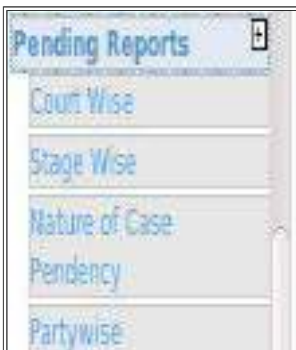 Pending Reports
Court Wise
Stage Wise
Nature of Case
Pendency
Partywise